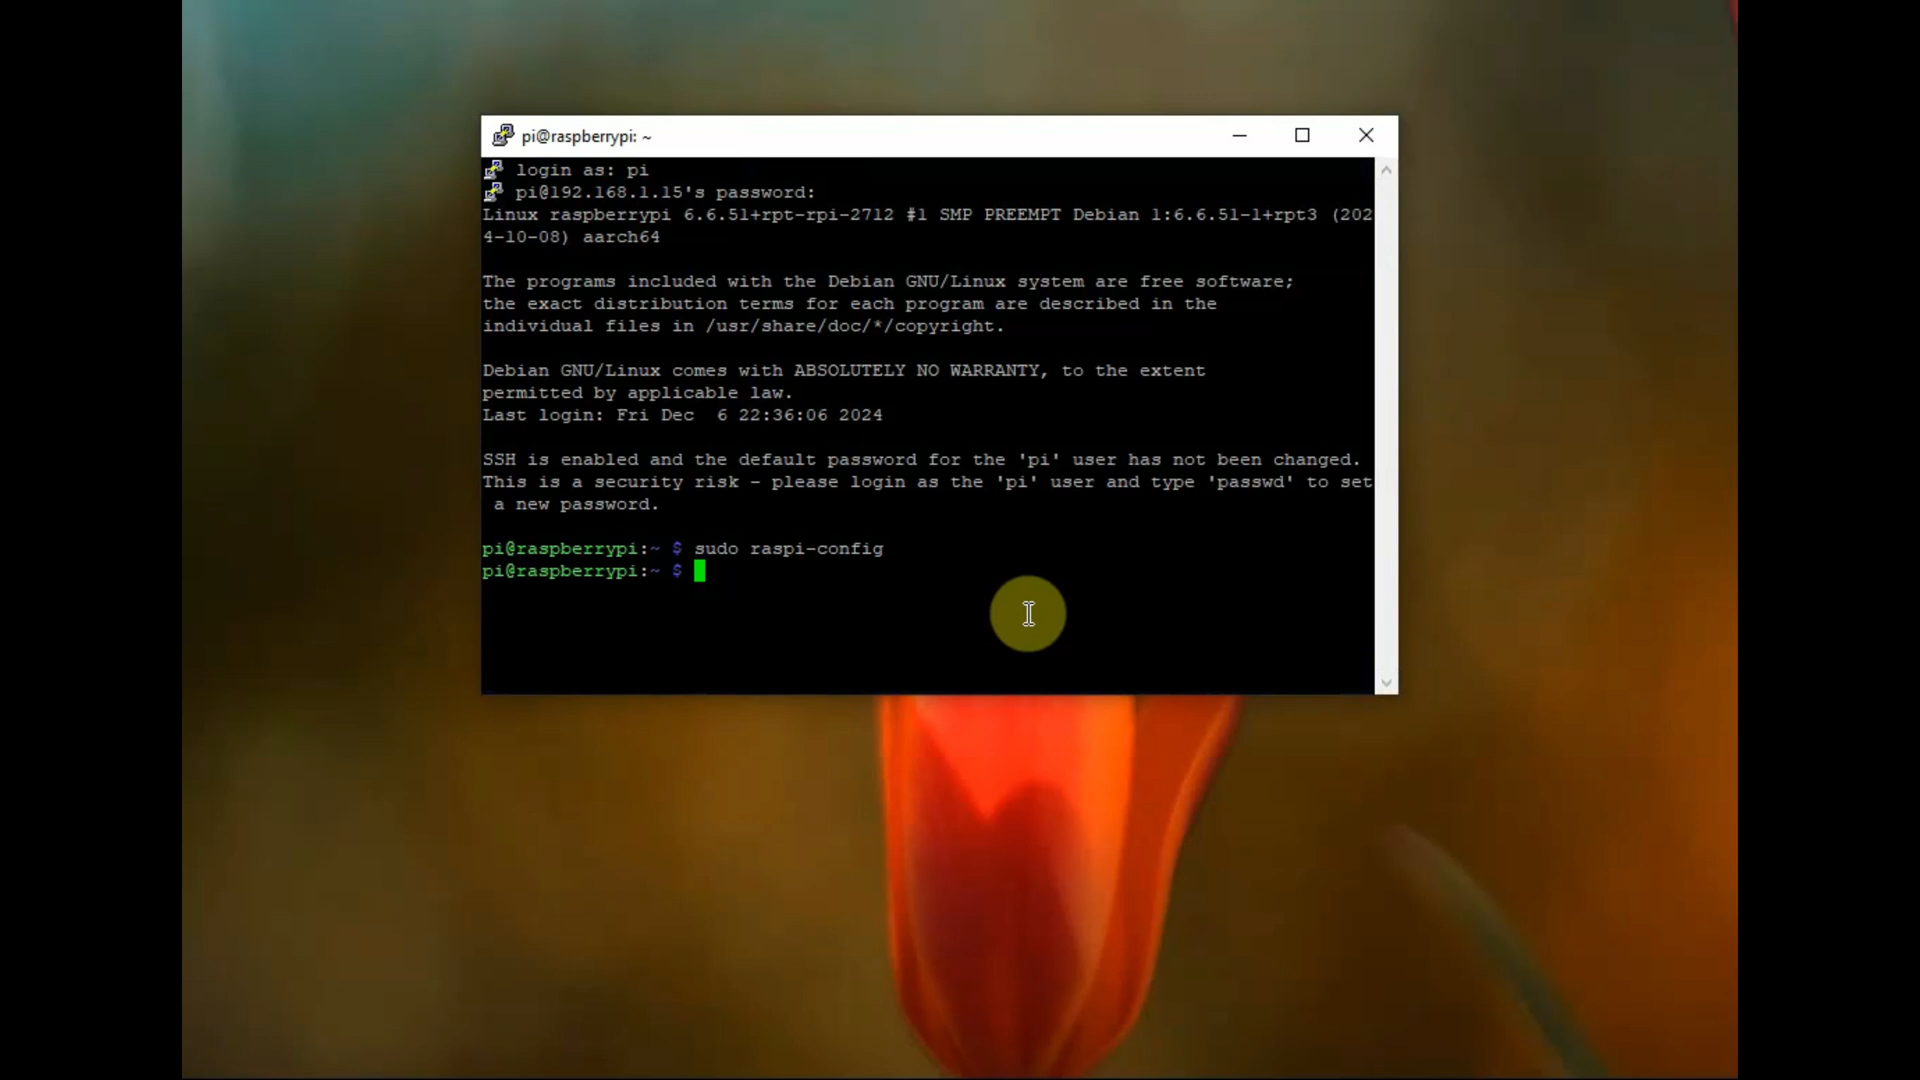 pi@raspberrypi: ~
login as: pi
pi@192.168.1.15's password:
Linux raspberrypi 6.6.51+rpt-rpi-2712 #1 SMP PREEMPT Debian 1:6.6.51-1+rpt3 (202
4-10-08) aarch64
The programs included with the Debian GNU/Linux system are free software;
the exact distribution terms for each program are described in the
individual files in /usr/share/doc/*/copyright.
Debian GNU/Linux comes with ABSOLUTELY NO WARRANTY, to the extent
permitted by applicable law.
Last login: Fri Dec  6 22:36:06 2024
SSH is enabled and the default password for the 'pi' user has not been changed.
This is a security risk - please login as the 'pi' user and type 'passwd' to set
 a new password.
pi@raspberrypi:~ $ sudo raspi-config
pi@raspberrypi:~ $